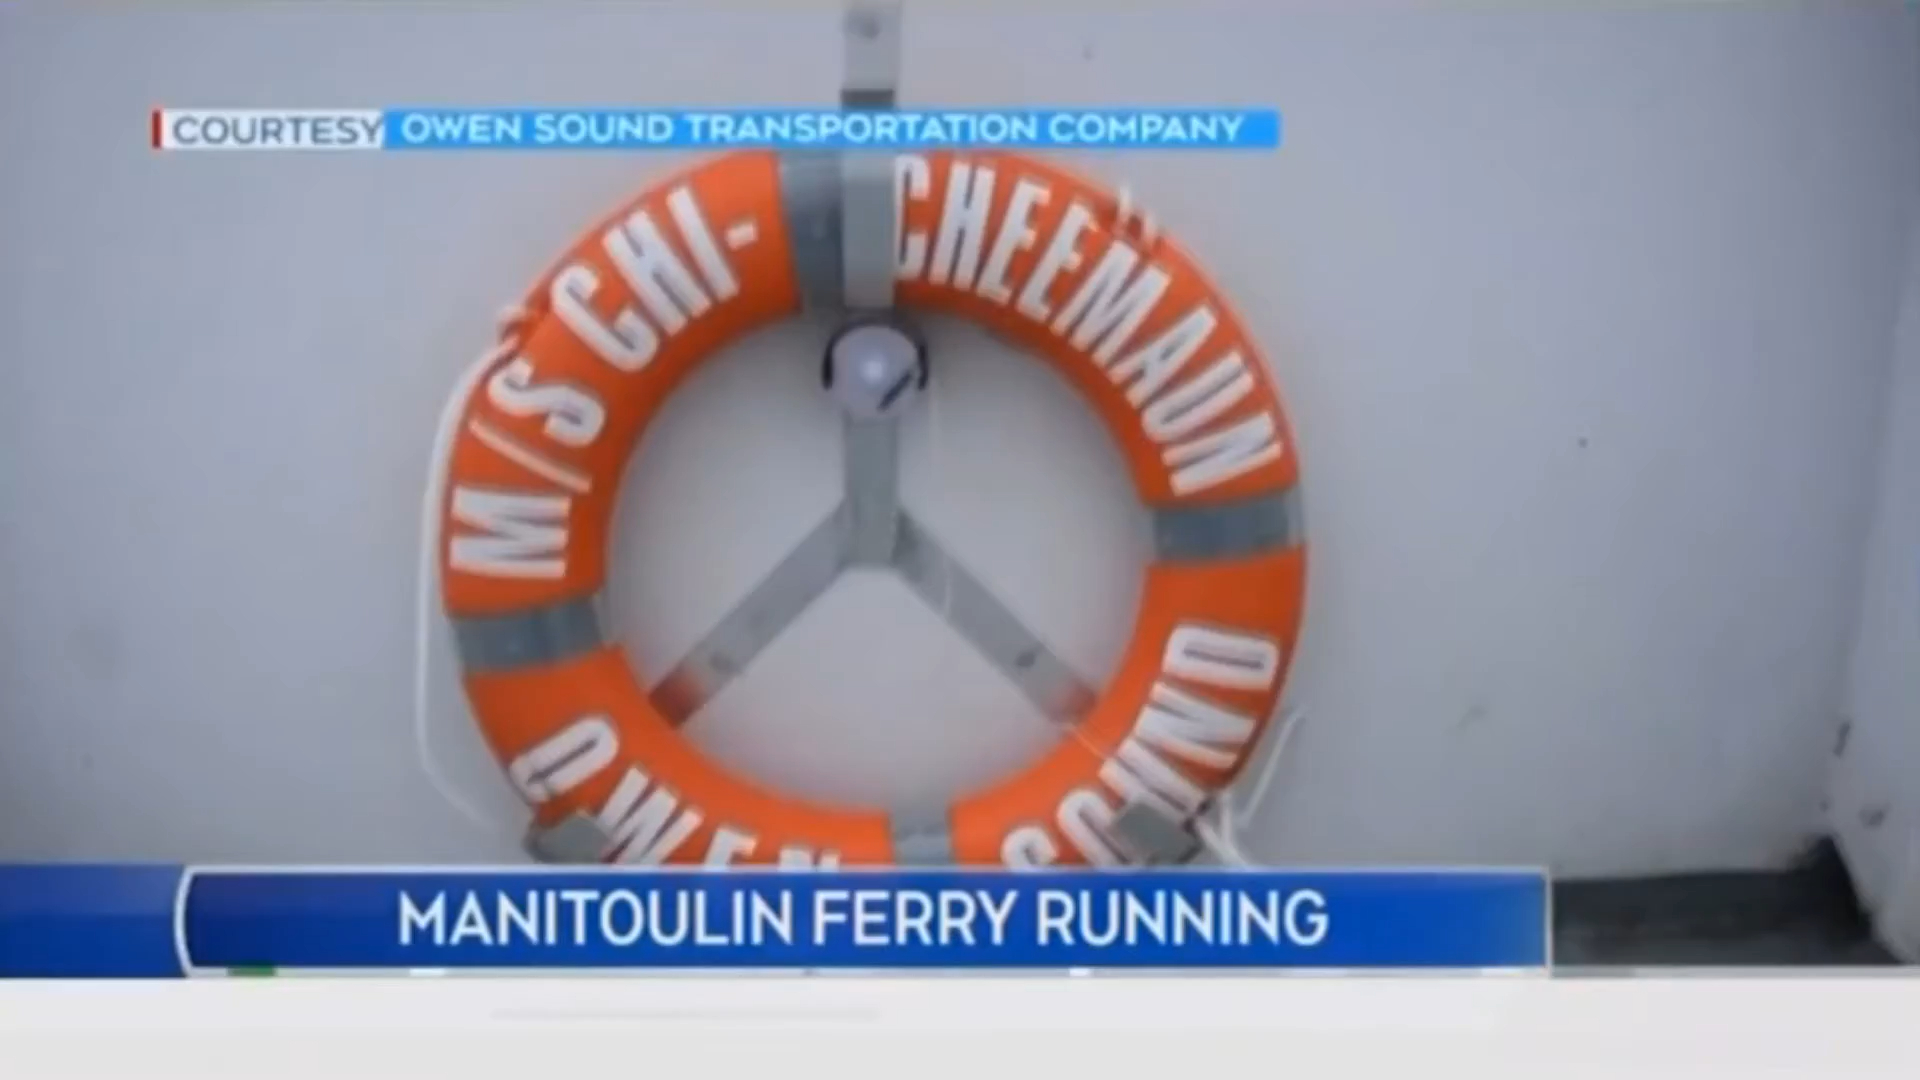 COURTESY OWEN SOUND TRANSPORTATION COMPANY
M/S CHI-CHEEMAUN
OWEN SOUND
MANITOULIN FERRY RUNNING